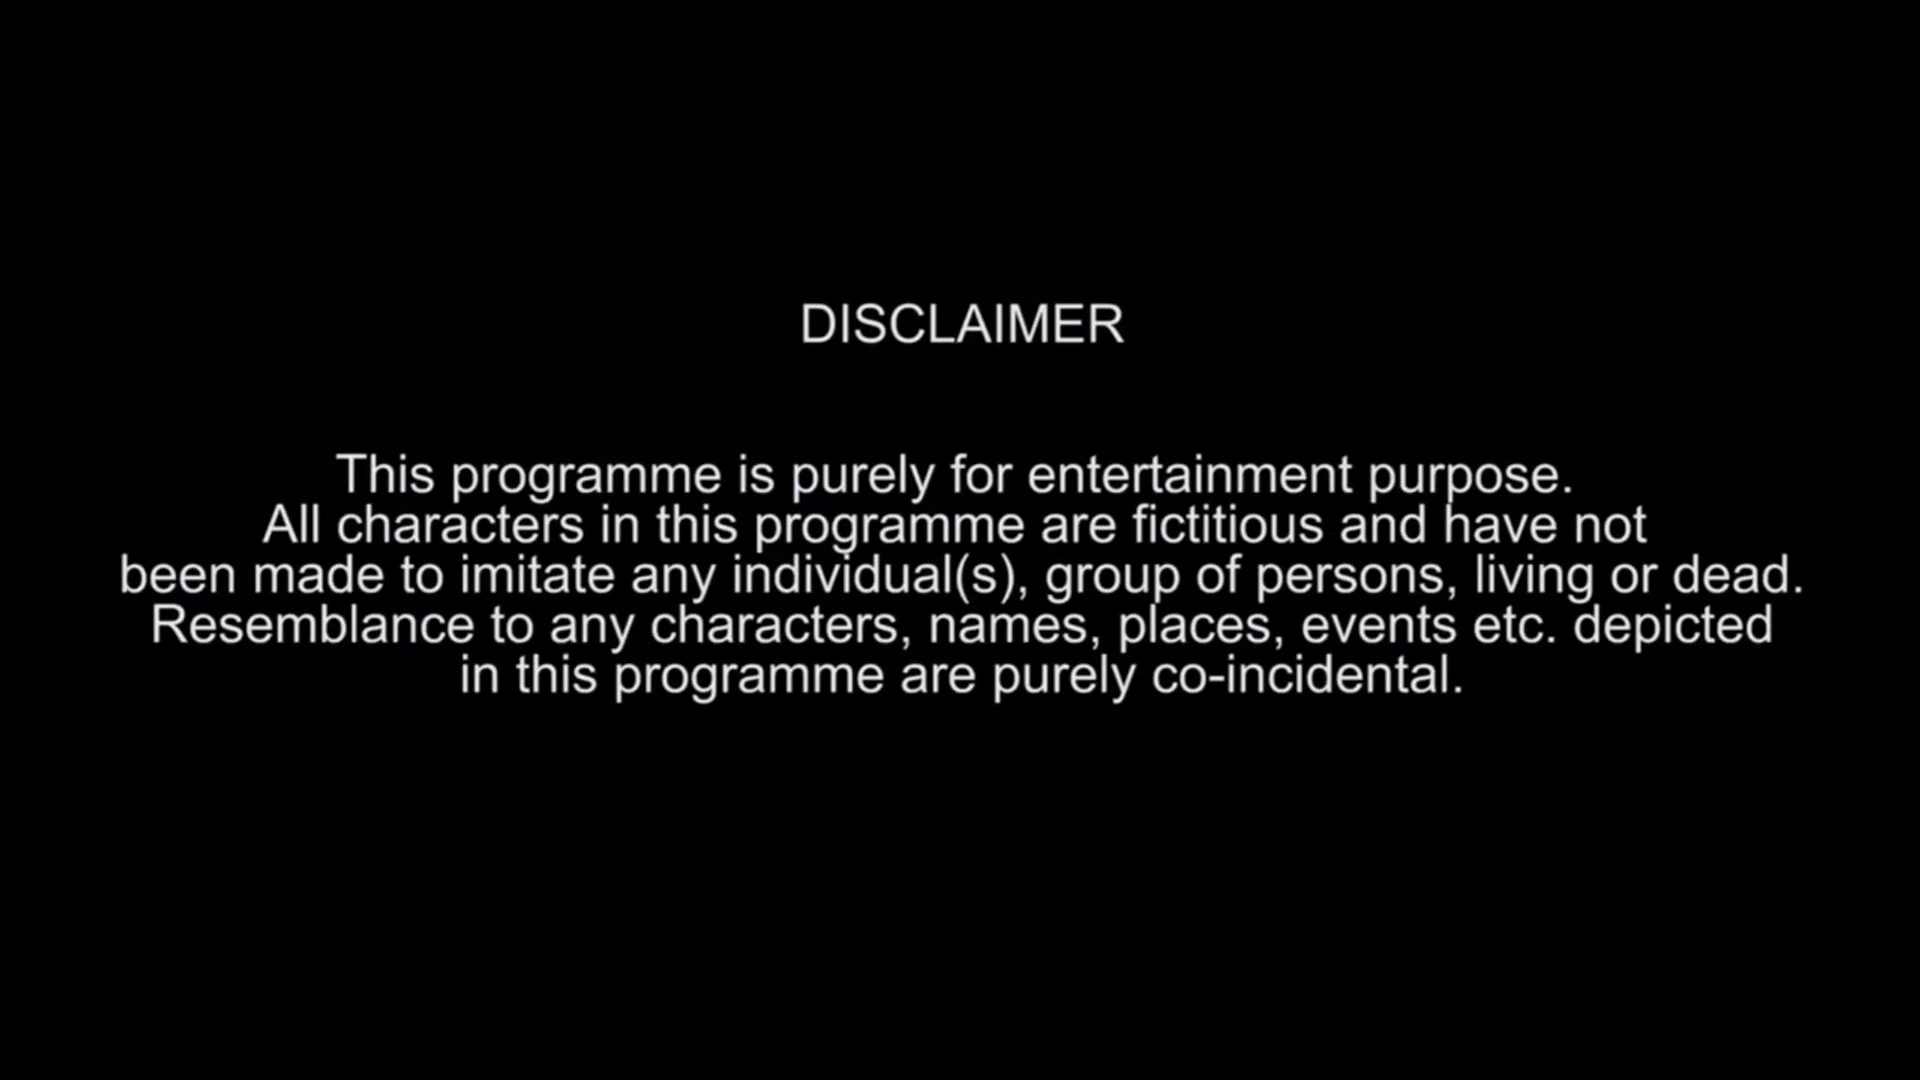 DISCLAIMER
This programme is purely for entertainment purpose.
All characters in this programme are fictitious and have not
been made to imitate any individual(s), group of persons, living or dead.
Resemblance to any characters, names, places, events etc. depicted
in this programme are purely co-incidental.